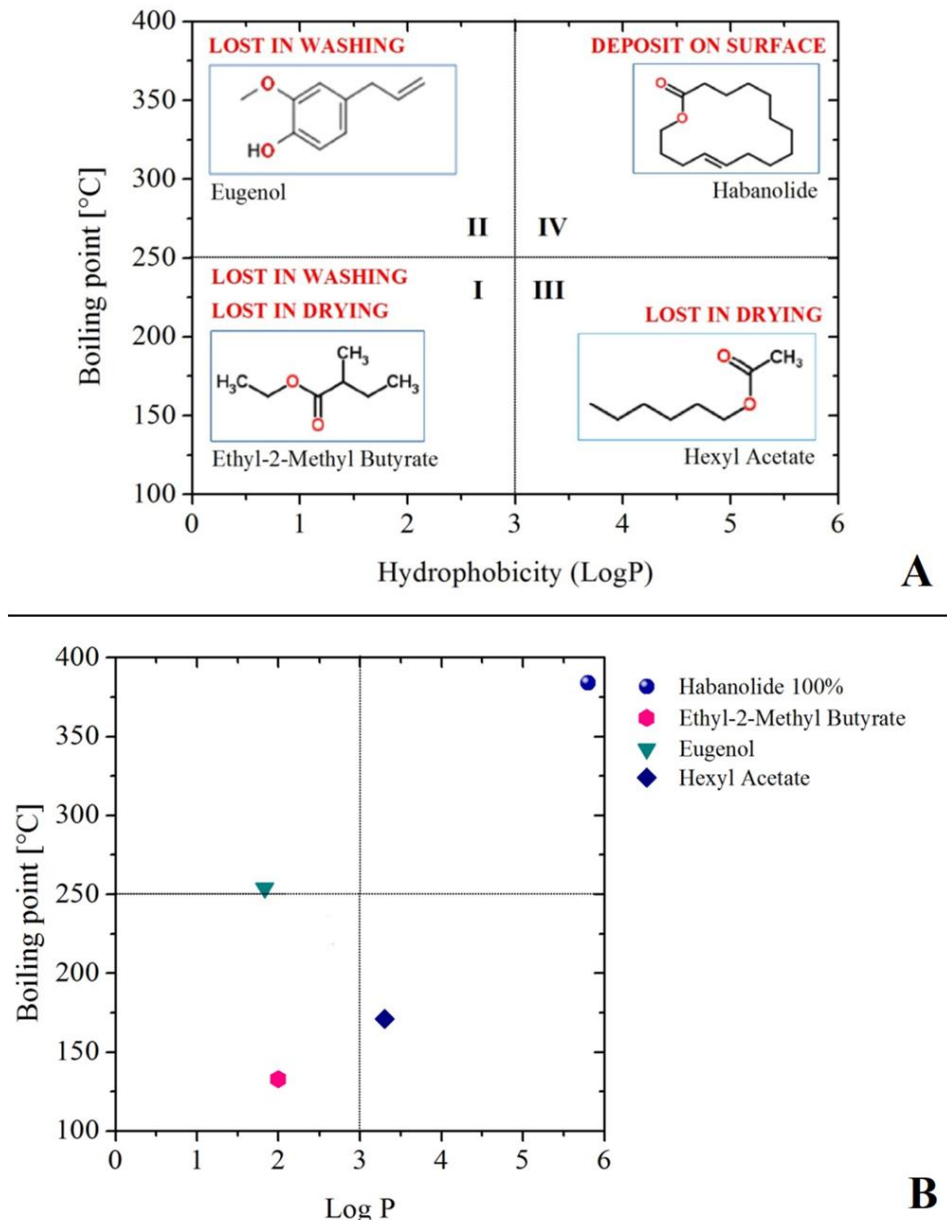 400
350
300
250
200
150
100
Boiling point [°C]
LOST IN WASHING
O
HO
Eugenol
II
DEPOSIT ON SURFACE
O
O
Habanolide
IV
LOST IN WASHING
LOST IN DRYING
I
CH3
H3C
O
CH3
O
Ethyl-2-Methyl Butyrate
III
LOST IN DRYING
O
CH3
O
Hexyl Acetate
0 1 2 3 4 5 6
Hydrophobicity (LogP)
A
400
350
300
250
200
150
100
Boiling point [°C]
0 1 2 3 4 5 6
Log P
Habanolide 100%
Ethyl-2-Methyl Butyrate
Eugenol
Hexyl Acetate
B